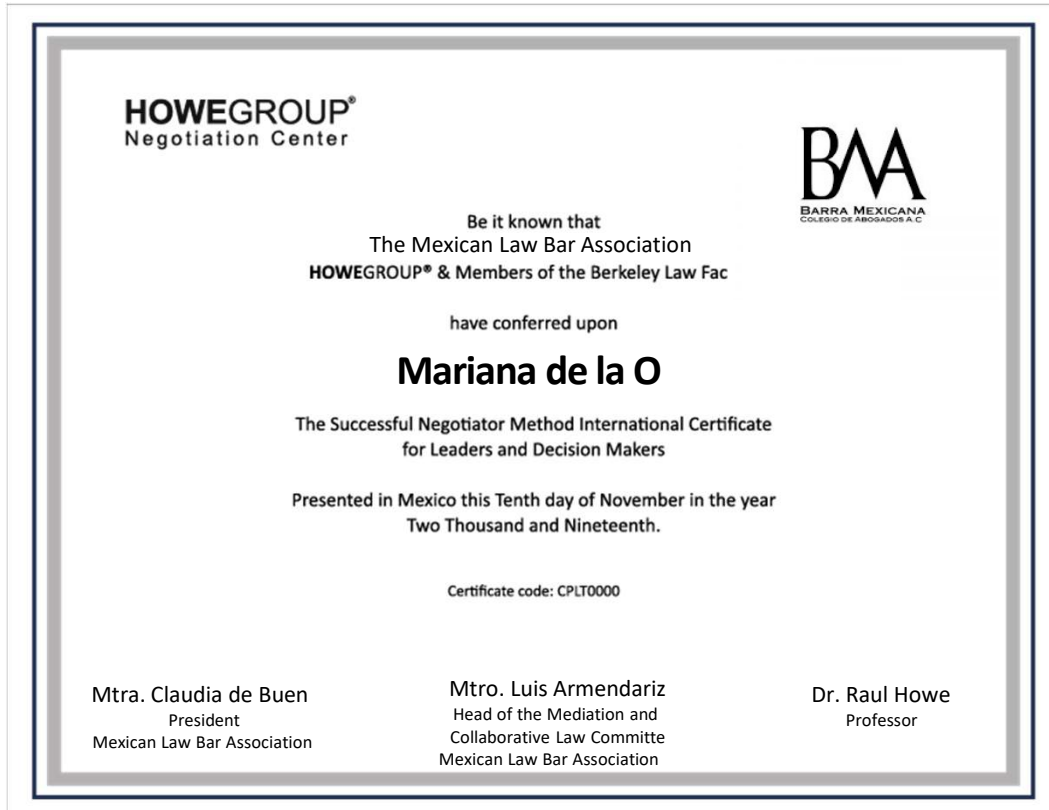 HOWEGROUP®
Negotiation Center
BMA
BARRA MEXICANA
COLEGIO DE ABOGADOS A.C
Be it known that
The Mexican Law Bar Association
HOWEGROUP® & Members of the Berkeley Law Fac
have conferred upon
Mariana de la O
The Successful Negotiator Method International Certificate
for Leaders and Decision Makers
Presented in Mexico this Tenth day of November in the year
Two Thousand and Nineteenth.
Certificate code: CPLT0000
Mtra. Claudia de Buen
President
Mexican Law Bar Association
Mtro. Luis Armendariz
Head of the Mediation and
Collaborative Law Committe
Mexican Law Bar Association
Dr. Raul Howe
Professor